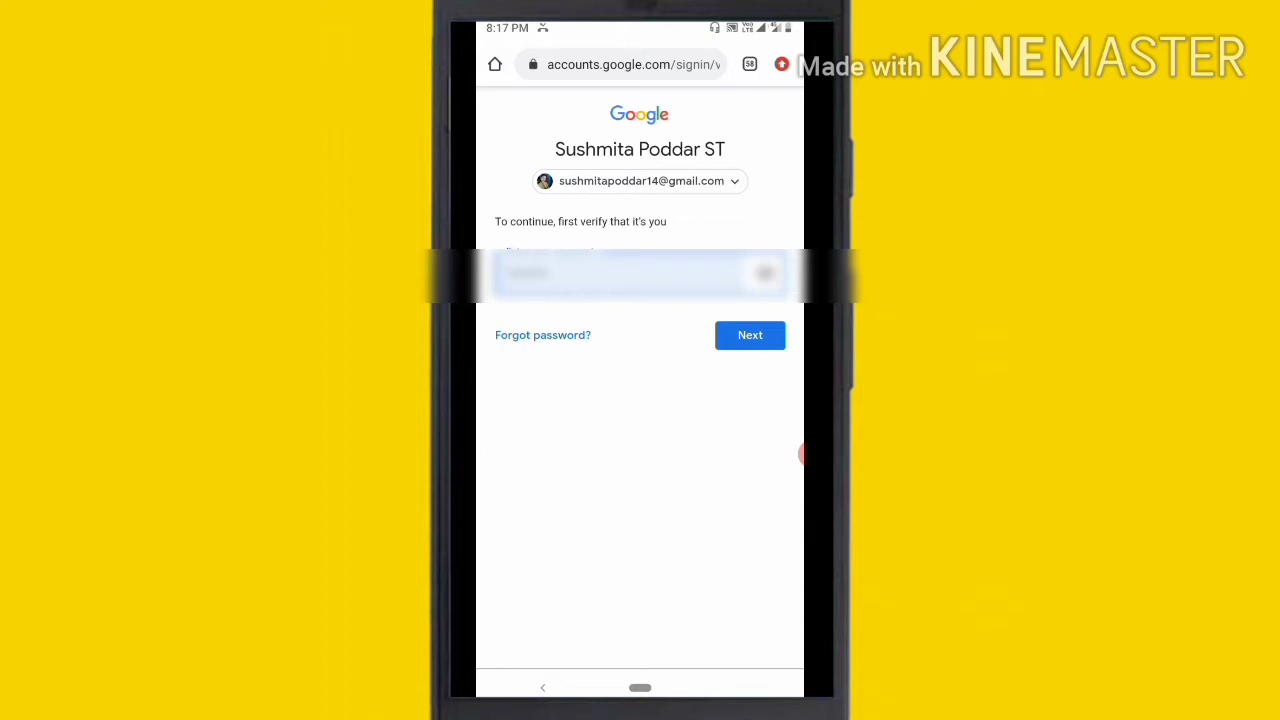 8:17 PM
accounts.google.com/signin/v
58
Made with KINEMASTER
Google
Sushmita Poddar ST
sushmitapoddar14@gmail.com
To continue, first verify that it's you
Forgot password?
Next